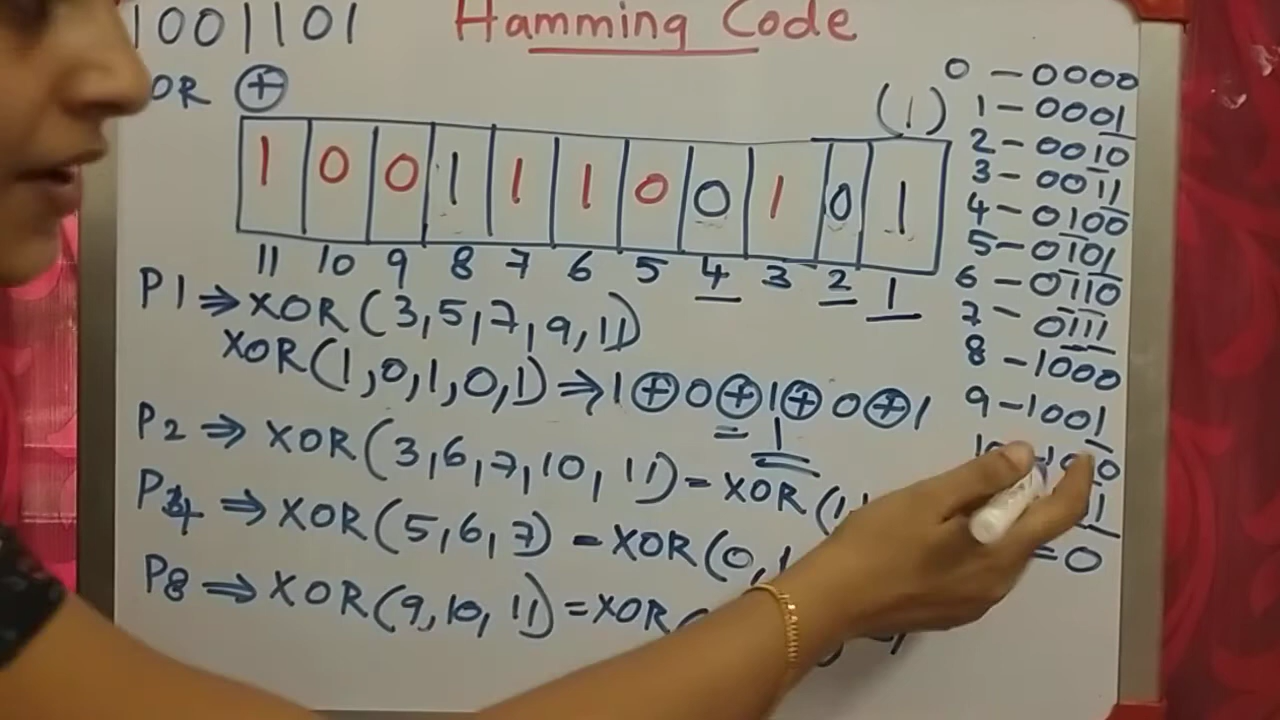 1001101
Hamming Code
OR ⊕
(1)
1 0 0 1 1 1 0 0 1 0 1
11 10 9 8 7 6 5 4 3 2 1
P1 ⇒ XOR(3,5,7,9,11)
XOR(1,0,1,0,1) ⇒ 1⊕0⊕1⊕0⊕1
= 1
P2 ⇒ XOR(3,6,7,10,11) = XOR(1,
P4 ⇒ XOR(5,6,7) = XOR(0,1
= 0
P8 ⇒ XOR(9,10,11) = XOR(
0 - 0000
1 - 0001
2 - 0010
3 - 0011
4 - 0100
5 - 0101
6 - 0110
7 - 0111
8 - 1000
9 - 1001